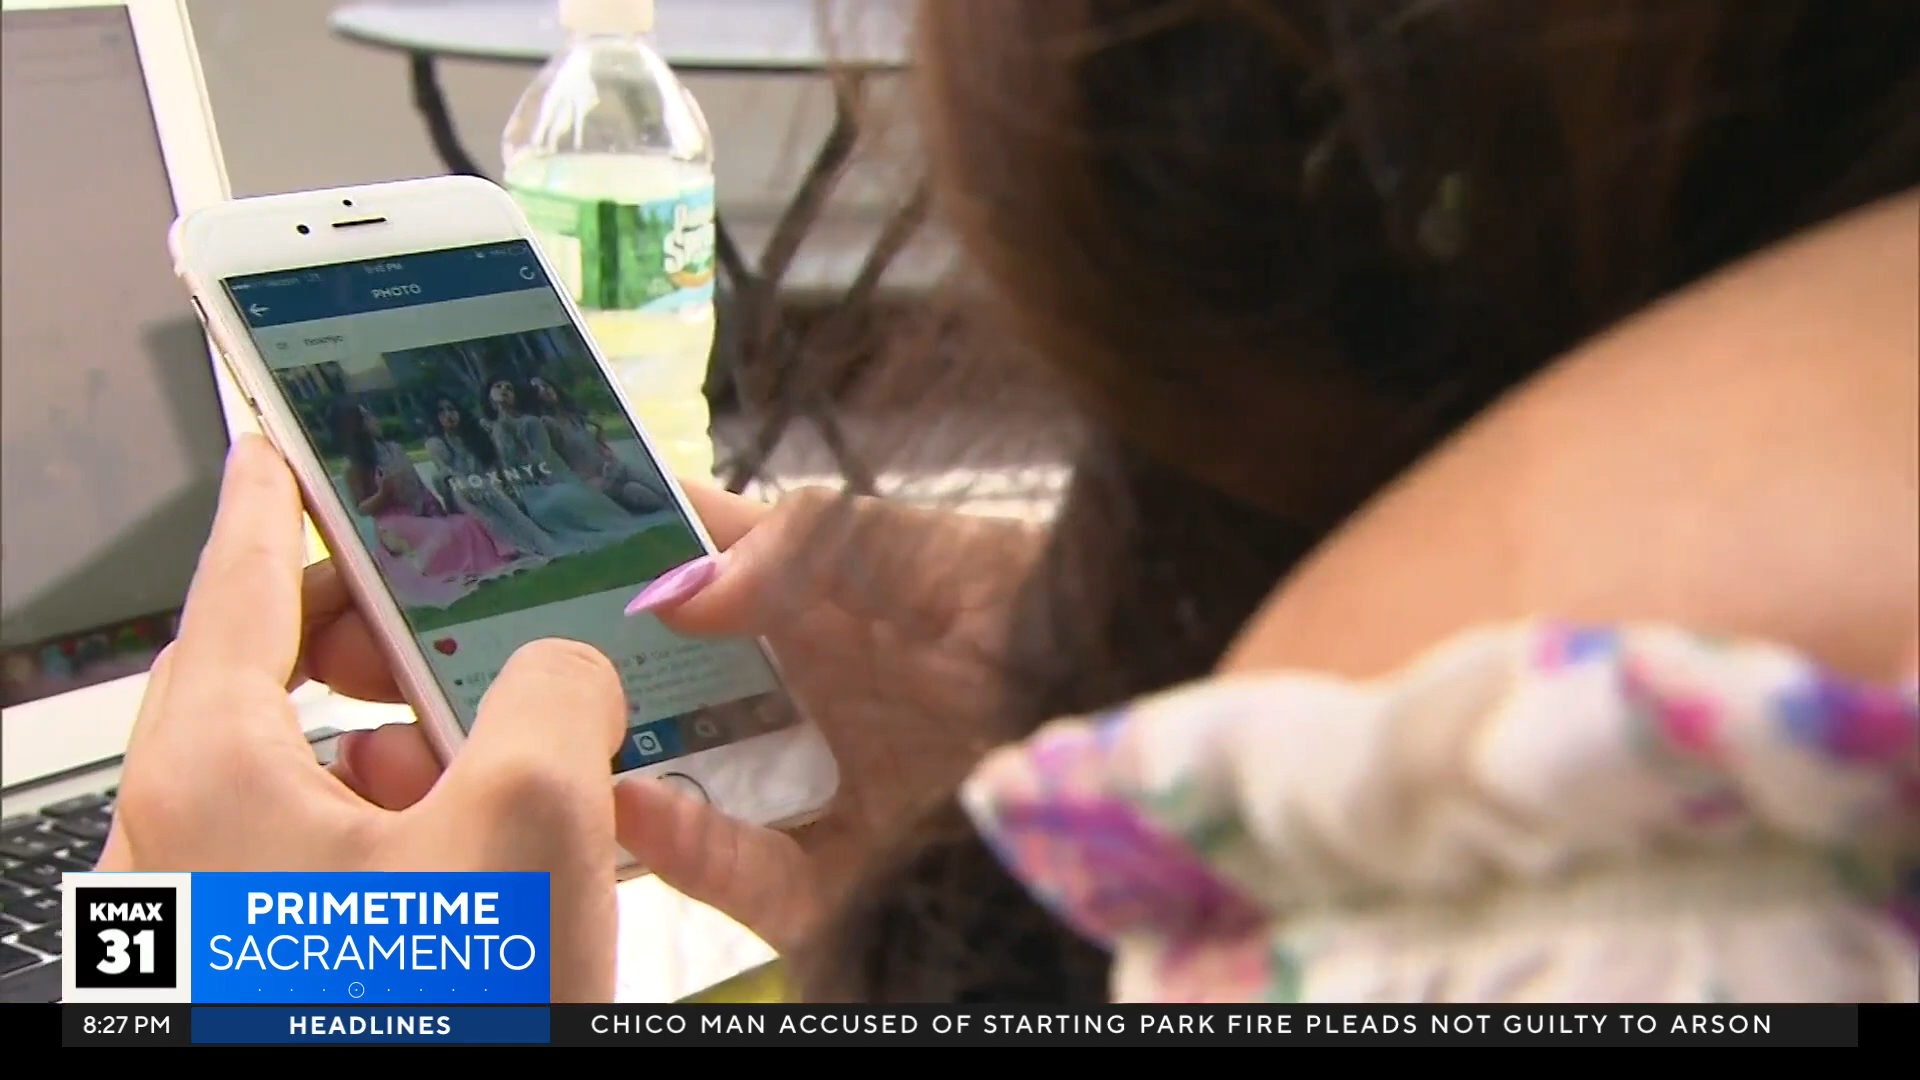 PHOTO
HOXNYC
KMAX
31
PRIMETIME
SACRAMENTO
8:27 PM
HEADLINES
CHICO MAN ACCUSED OF STARTING PARK FIRE PLEADS NOT GUILTY TO ARSON